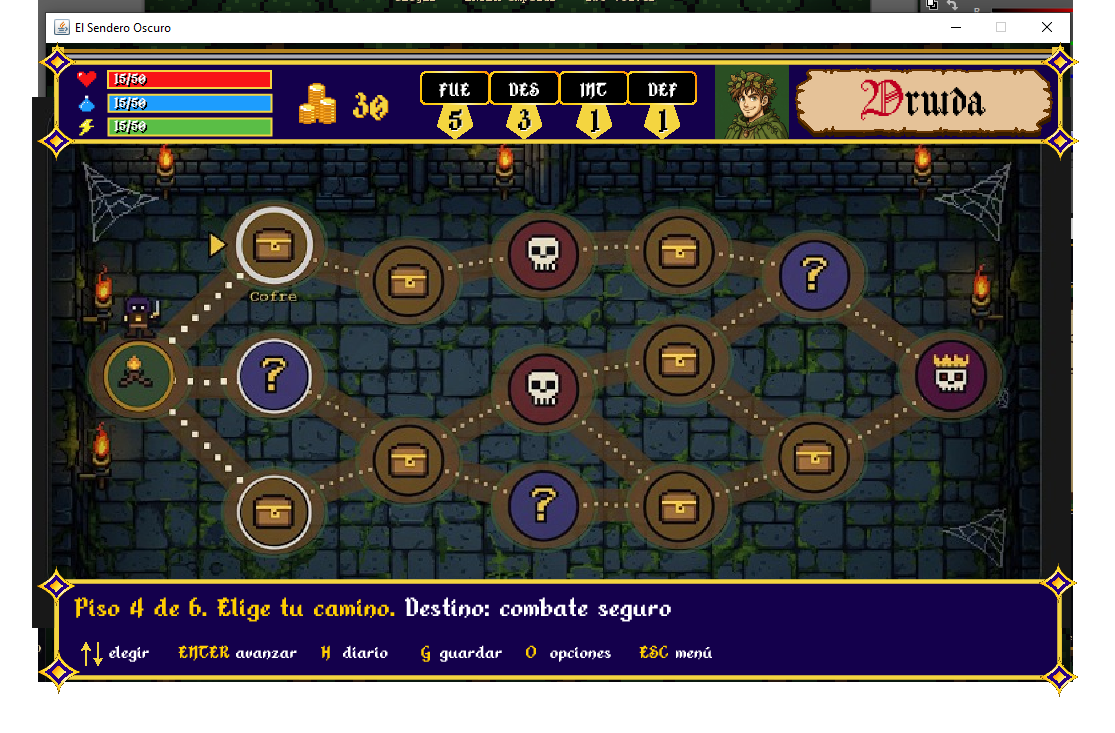 El Sendero Oscuro
15/50
15/50
15/50
30
FUE DES INT DEF
5 3 1 1
Druida
?
Cofre
?
?
Piso 4 de 6. Elige tu camino. Destino: combate seguro
elegir ENTER avanzar H diario G guardar O opciones ESC menú